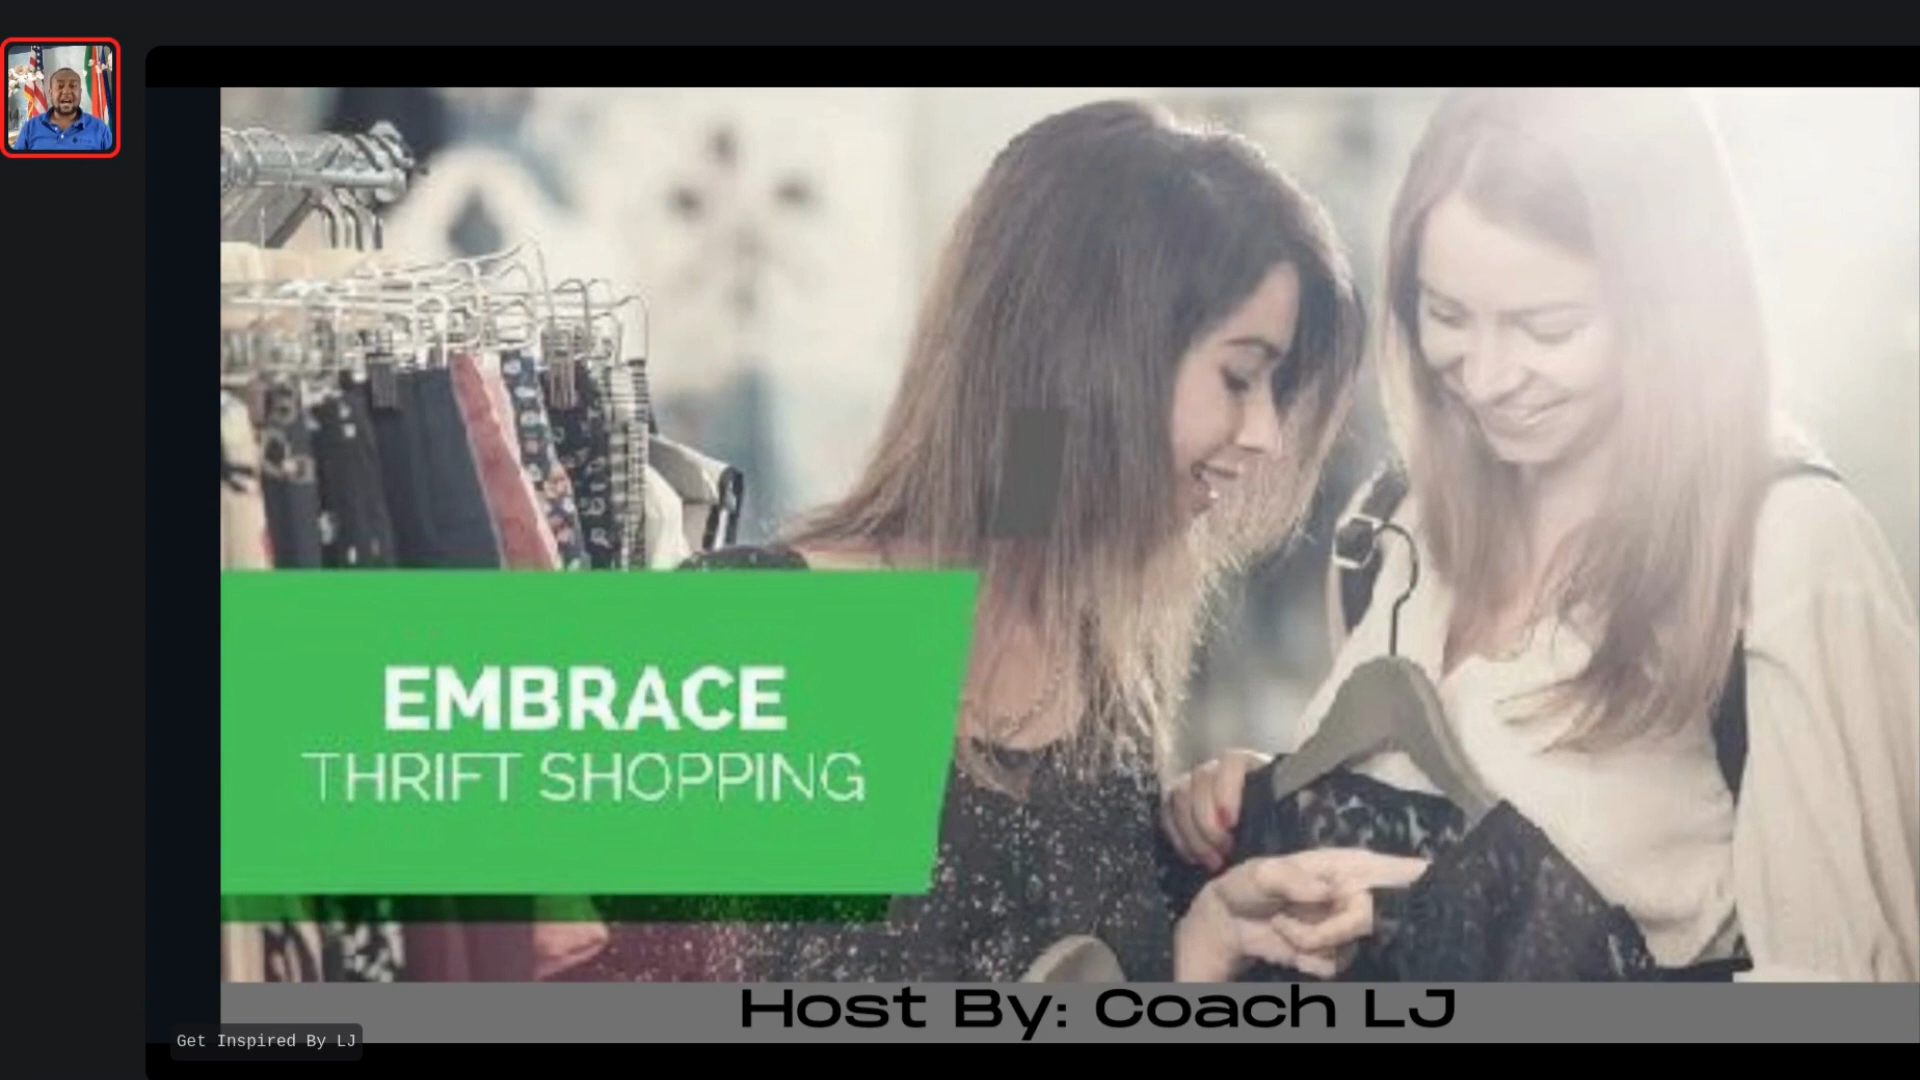 EMBRACE
THRIFT SHOPPING
Host By: Coach LJ
Get Inspired By LJ